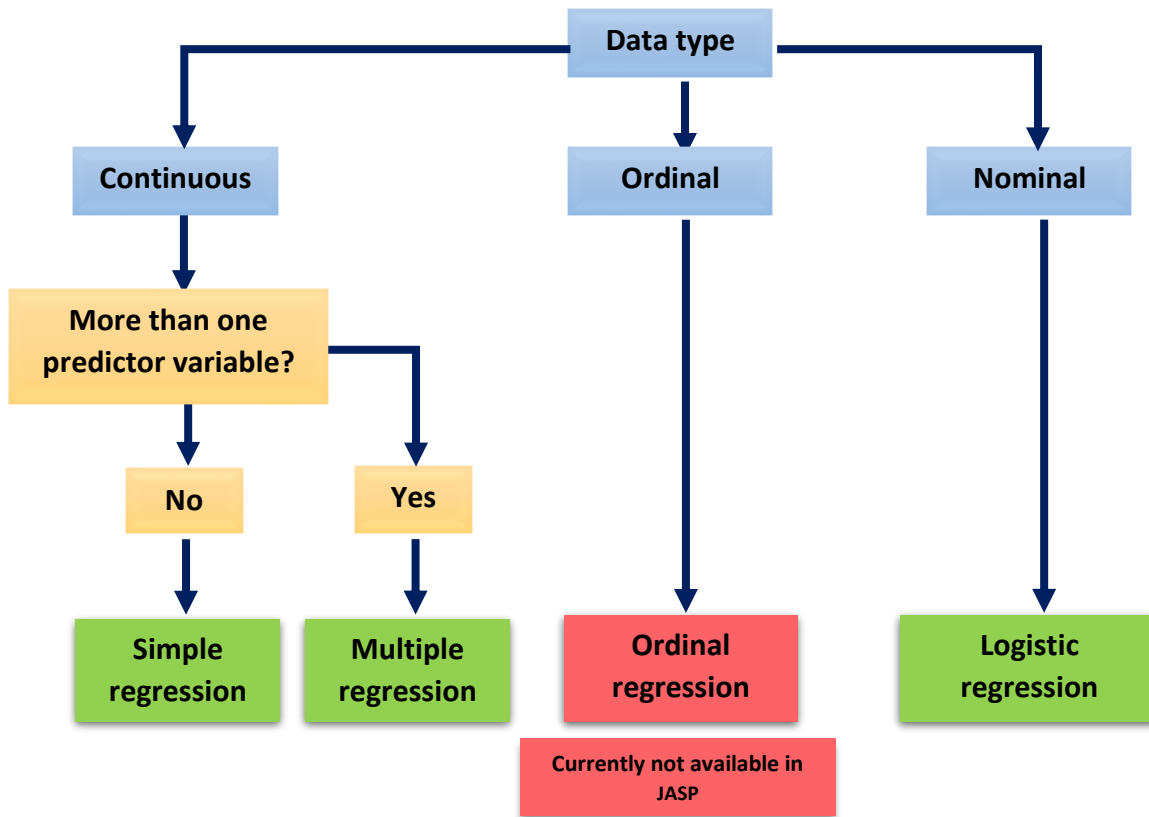 Data type
Continuous
Ordinal
Nominal
More than one
predictor variable?
No
Yes
Simple
regression
Multiple
regression
Ordinal
regression
Logistic
regression
Currently not available in
JASP